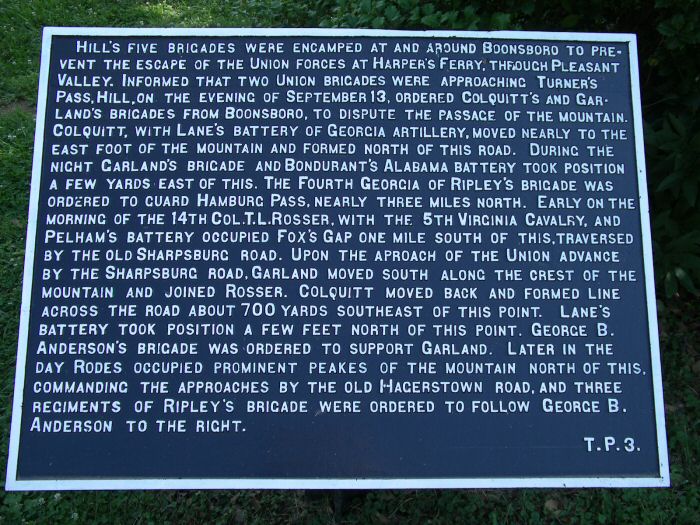 HILL'S FIVE BRIGADES WERE ENCAMPED AT AND AROUND BOONSBORO TO PRE-
VENT THE ESCAPE OF THE UNION FORCES AT HARPER'S FERRY, THROUGH PLEASANT
VALLEY. INFORMED THAT TWO UNION BRIGADES WERE APPROACHING TURNER'S
PASS, HILL, ON THE EVENING OF SEPTEMBER 13, ORDERED COLQUITT'S AND GAR-
LAND'S BRIGADES FROM BOONSBORO, TO DISPUTE THE PASSAGE OF THE MOUNTAIN.
COLQUITT, WITH LANE'S BATTERY OF GEORGIA ARTILLERY, MOVED NEARLY TO THE
EAST FOOT OF THE MOUNTAIN AND FORMED NORTH OF THIS ROAD. DURING THE
NIGHT GARLAND'S BRIGADE AND BONDURANT'S ALABAMA BATTERY TOOK POSITION
A FEW YARDS EAST OF THIS. THE FOURTH GEORGIA OF RIPLEY'S BRIGADE WAS
ORDERED TO GUARD HAMBURG PASS, NEARLY THREE MILES NORTH. EARLY ON THE
MORNING OF THE 14TH COL. T.L. ROSSER, WITH THE 5TH VIRGINIA CAVALRY, AND
PELHAM'S BATTERY OCCUPIED FOX'S GAP ONE MILE SOUTH OF THIS, TRAVERSED
BY THE OLD SHARPSBURG ROAD. UPON THE APROACH OF THE UNION ADVANCE
BY THE SHARPSBURG ROAD, GARLAND MOVED SOUTH ALONG THE CREST OF THE
MOUNTAIN AND JOINED ROSSER. COLQUITT MOVED BACK AND FORMED LINE
ACROSS THE ROAD ABOUT 700 YARDS SOUTHEAST OF THIS POINT. LANE'S
BATTERY TOOK POSITION A FEW FEET NORTH OF THIS POINT. GEORGE B.
ANDERSON'S BRIGADE WAS ORDERED TO SUPPORT GARLAND. LATER IN THE
DAY RODES OCCUPIED PROMINENT PEAKES OF THE MOUNTAIN NORTH OF THIS,
COMMANDING THE APPROACHES BY THE OLD HAGERSTOWN ROAD, AND THREE
REGIMENTS OF RIPLEY'S BRIGADE WERE ORDERED TO FOLLOW GEORGE B.
ANDERSON TO THE RIGHT.
T.P.3.